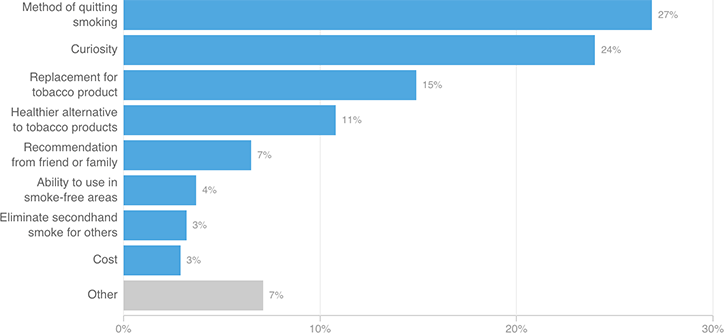 Method of quitting
smoking
27%
Curiosity
24%
Replacement for
tobacco product
15%
Healthier alternative
to tobacco products
11%
Recommendation
from friend or family
7%
Ability to use in
smoke-free areas
4%
Eliminate secondhand
smoke for others
3%
Cost
3%
Other
7%
0%
10%
20%
30%